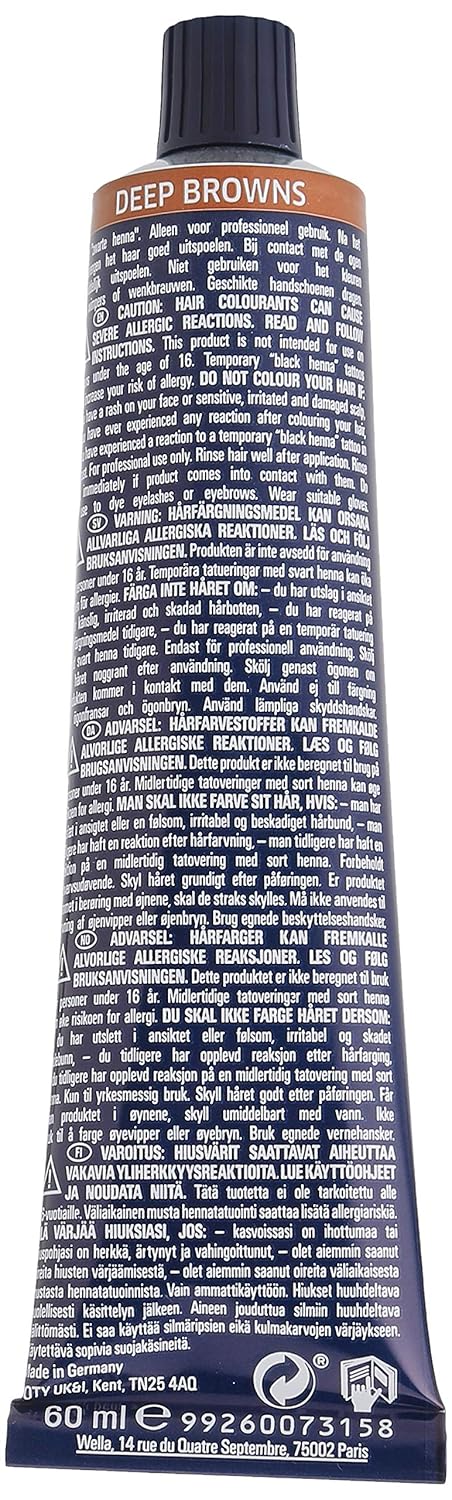 DEEP BROWNS
"zwarte henna". Alleen voor professioneel gebruik. Na het
het haar goed uitspoelen. Bij contact met de ogen
uitspoelen. Niet gebruiken voor het kleuren
of wenkbrauwen. Geschikte handschoenen dragen.
EN CAUTION: HAIR COLOURANTS CAN CAUSE
SEVERE ALLERGIC REACTIONS. READ AND FOLLOW
INSTRUCTIONS. This product is not intended for use on
under the age of 16. Temporary "black henna" tattoos
increase your risk of allergy. DO NOT COLOUR YOUR HAIR IF:
have a rash on your face or sensitive, irritated and damaged scalp,
have ever experienced any reaction after colouring your hair,
have experienced a reaction to a temporary "black henna" tattoo in
For professional use only. Rinse hair well after application. Rinse
immediately if product comes into contact with them. Do
use to dye eyelashes or eyebrows. Wear suitable gloves.
SV VARNING: HÅRFÄRGNINGSMEDEL KAN ORSAKA
ALLVARLIGA ALLERGISKA REAKTIONER. LÄS OCH FÖLJ
BRUKSANVISNINGEN. Produkten är inte avsedd för användning
personer under 16 år. Temporära tatueringar med svart henna kan öka
för allergier. FÄRGA INTE HÅRET OM: – du har utslag i ansiktet
känslig, irriterad och skadad hårbotten, – du har reagerat på
tidigare, – du har reagerat på en temporär tatuering
svart henna tidigare. Endast för professionell användning. Skölj
håret noggrant efter användning. Skölj genast ögonen om
kommer i kontakt med dem. Använd ej till färgning
ögonfransar och ögonbryn. Använd lämpliga skyddshandskar.
DA ADVARSEL: HÅRFARVESTOFFER KAN FREMKALDE
ALVORLIGE ALLERGISKE REAKTIONER. LÆS OG FØLG
BRUGSANVISNINGEN. Dette produkt er ikke beregnet til brug på
personer under 16 år. Midlertidige tatoveringer med sort henna kan øge
for allergi. MAN SKAL IKKE FARVE SIT HÅR, HVIS: – man har
i ansigtet eller en følsom, irritabel og beskadiget hårbund, – man
har haft en reaktion efter hårfarvning, – man tidligere har haft en
på en midlertidig tatovering med sort henna. Forbeholdt
Skyl håret grundigt efter påføringen. Er produktet
i berøring med øjnene, skal de straks skylles. Må ikke anvendes til
af øjenvipper eller øjenbryn. Brug egnede beskyttelseshandsker.
NO ADVARSEL: HÅRFARGER KAN FREMKALLE
ALVORLIGE ALLERGISKE REAKSJONER. LES OG FØLG
BRUKSANVISNINGEN. Dette produktet er ikke beregnet til bruk
personer under 16 år. Midlertidige tatoveringer med sort henna
øke risikoen for allergi. DU SKAL IKKE FARGE HÅRET DERSOM:
du har utslett i ansiktet eller følsom, irritabel og skadet
– du tidligere har opplevd reaksjon etter hårfarging,
du tidligere har opplevd reaksjon på en midlertidig tatovering med sort
Kun til yrkesmessig bruk. Skyll håret godt etter påføringen. Får
produktet i øynene, skyll umiddelbart med vann. Ikke
til å farge øyevipper eller øyebryn. Bruk egnede vernehansker.
FI VAROITUS: HIUSVÄRIT SAATTAVAT AIHEUTTAA
VAKAVIA YLIHERKKYYSREAKTIOITA. LUE KÄYTTÖOHJEET
JA NOUDATA NIITÄ. Tätä tuotetta ei ole tarkoitettu alle
Väliaikainen musta hennatatuointi saattaa lisätä allergiariskiä.
VÄRJÄÄ HIUKSIASI, JOS: – kasvoissasi on ihottumaa tai
on herkkä, ärtynyt ja vahingoittunut, – olet aiemmin saanut
oireita hiusten värjäämisestä, – olet aiemmin saanut oireita väliaikaisesta
mustasta hennatatuoinnista. Vain ammattikäyttöön. Hiukset huuhdeltava
huolellisesti käsittelyn jälkeen. Aineen jouduttua silmiin huuhdeltava
välittömästi. Ei saa käyttää silmäripsien eikä kulmakarvojen värjäykseen.
Käytettävä sopivia suojakäsineitä.
Made in Germany
COTY UK&I, Kent, TN25 4AQ
60 ml e 99260073158
Wella, 14 rue du Quatre Septembre, 75002 Paris